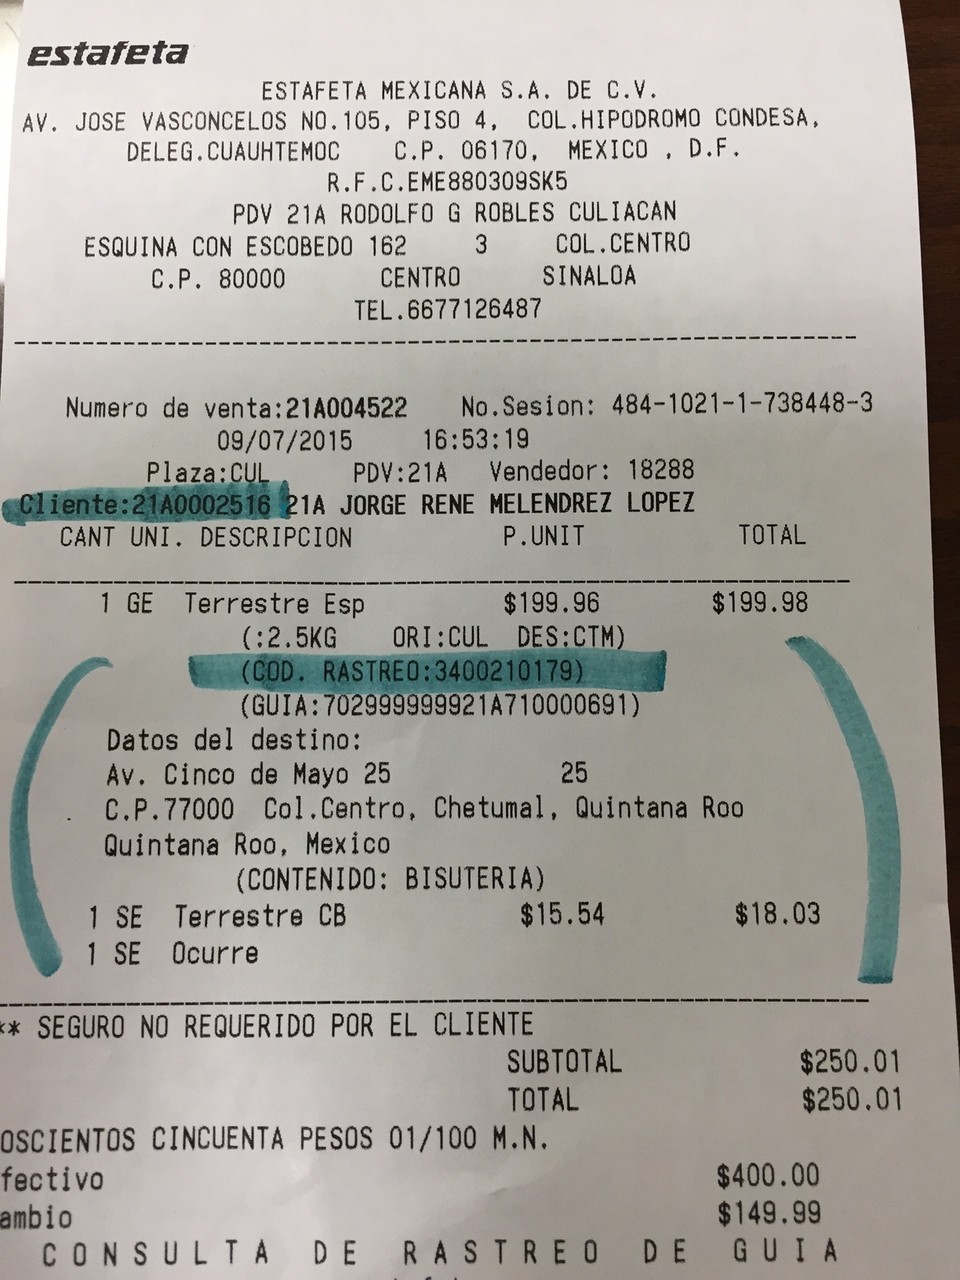 estafeta
ESTAFETA MEXICANA S.A. DE C.V.
AV. JOSE VASCONCELOS NO.105, PISO 4, COL.HIPODROMO CONDESA,
DELEG.CUAUHTEMOC C.P. 06170, MEXICO , D.F.
R.F.C.EME880309SK5
PDV 21A RODOLFO G ROBLES CULIACAN
ESQUINA CON ESCOBEDO 162 3 COL.CENTRO
C.P. 80000 CENTRO SINALOA
TEL.6677126487
Numero de venta:21A004522 No.Sesion: 484-1021-1-738448-3
09/07/2015 16:53:19
Plaza:CUL PDV:21A Vendedor: 18288
Cliente:21A0002516 21A JORGE RENE MELENDREZ LOPEZ
CANT UNI. DESCRIPCION P.UNIT TOTAL
1 GE Terrestre Esp $199.96 $199.98
(:2.5KG ORI:CUL DES:CTM)
(COD. RASTREO:3400210179)
(GUIA:702999999921A710000691)
Datos del destino:
Av. Cinco de Mayo 25 25
C.P.77000 Col.Centro, Chetumal, Quintana Roo
Quintana Roo, Mexico
(CONTENIDO: BISUTERIA)
1 SE Terrestre CB $15.54 $18.03
1 SE Ocurre
** SEGURO NO REQUERIDO POR EL CLIENTE
SUBTOTAL $250.01
TOTAL $250.01
OSCIENTOS CINCUENTA PESOS 01/100 M.N.
fectivo $400.00
ambio $149.99
CONSULTA DE RASTREO DE GUIA